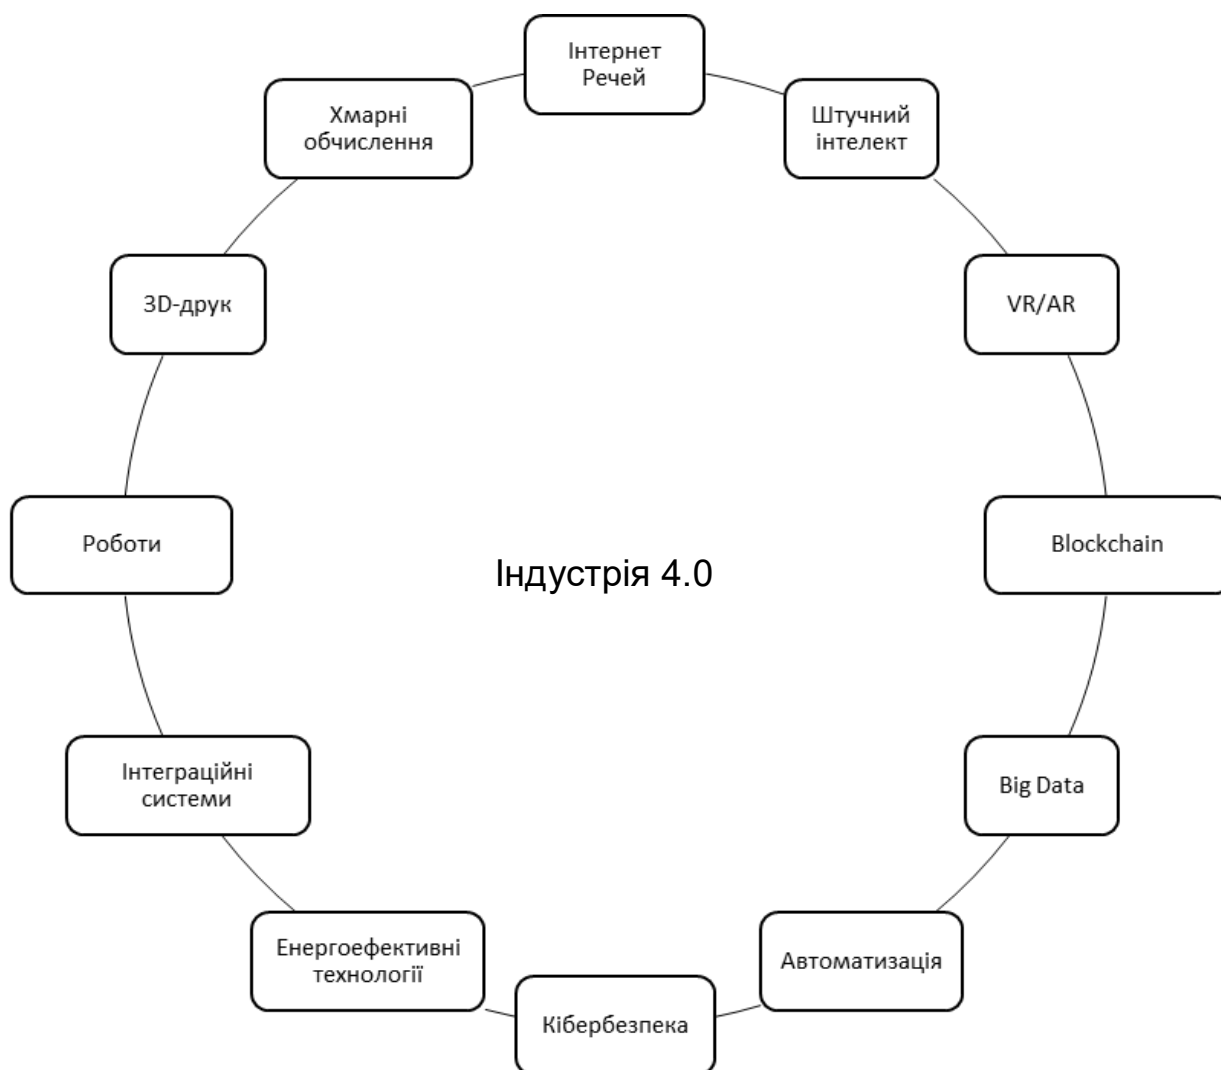 Інтернет
Речей
Штучний
інтелект
VR/AR
Blockchain
Big Data
Автоматизація
Кібербезпека
Енергоефективні
технології
Інтеграційні
системи
Роботи
3D-друк
Хмарні
обчислення
Індустрія 4.0